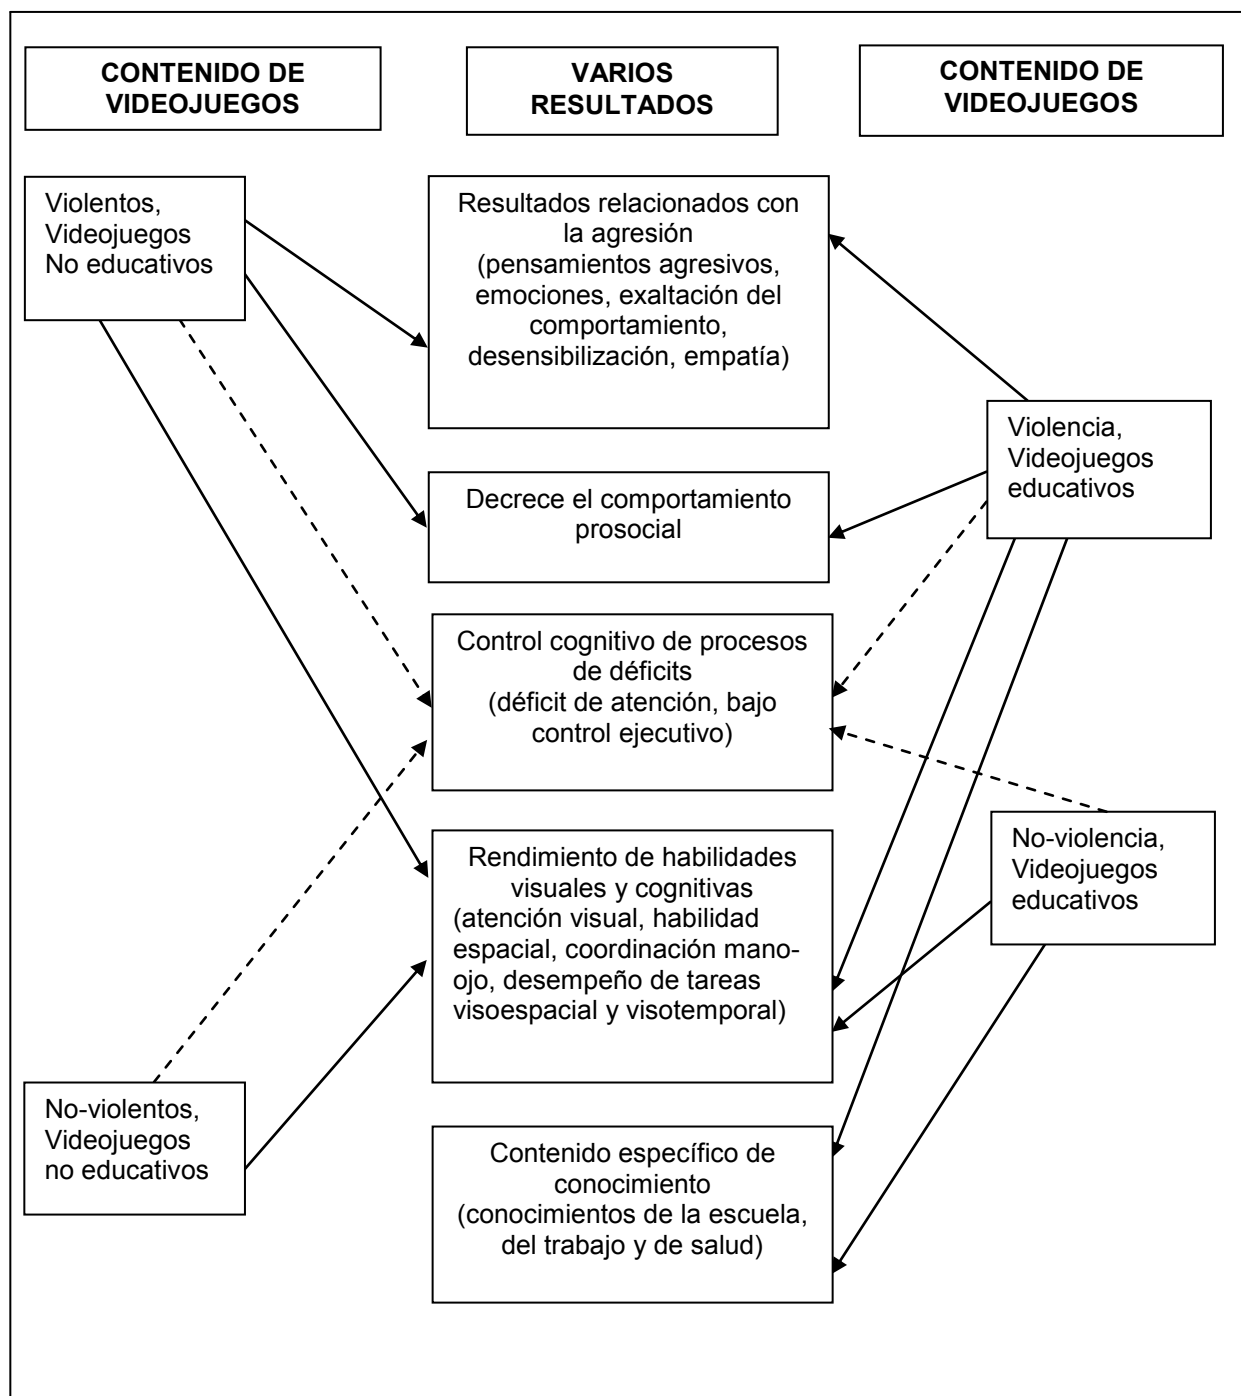 CONTENIDO DE
VIDEOJUEGOS
VARIOS
RESULTADOS
CONTENIDO DE
VIDEOJUEGOS
Violentos,
Videojuegos
No educativos
Resultados relacionados con
la agresión
(pensamientos agresivos,
emociones, exaltación del
comportamiento,
desensibilización, empatía)
Violencia,
Videojuegos
educativos
Decrece el comportamiento
prosocial
Control cognitivo de procesos
de déficits
(déficit de atención, bajo
control ejecutivo)
No-violencia,
Videojuegos
educativos
Rendimiento de habilidades
visuales y cognitivas
(atención visual, habilidad
espacial, coordinación mano-
ojo, desempeño de tareas
visoespacial y visotemporal)
No-violentos,
Videojuegos
no educativos
Contenido específico de
conocimiento
(conocimientos de la escuela,
del trabajo y de salud)